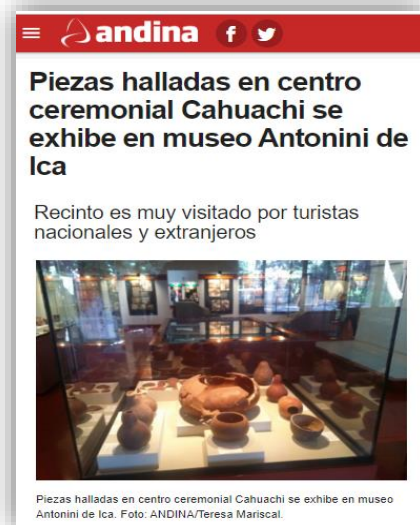 andina
Piezas halladas en centro
ceremonial Cahuachi se
exhibe en museo Antonini de
Ica
Recinto es muy visitado por turistas
nacionales y extranjeros
Piezas halladas en centro ceremonial Cahuachi se exhibe en museo
Antonini de Ica. Foto: ANDINA/Teresa Mariscal.